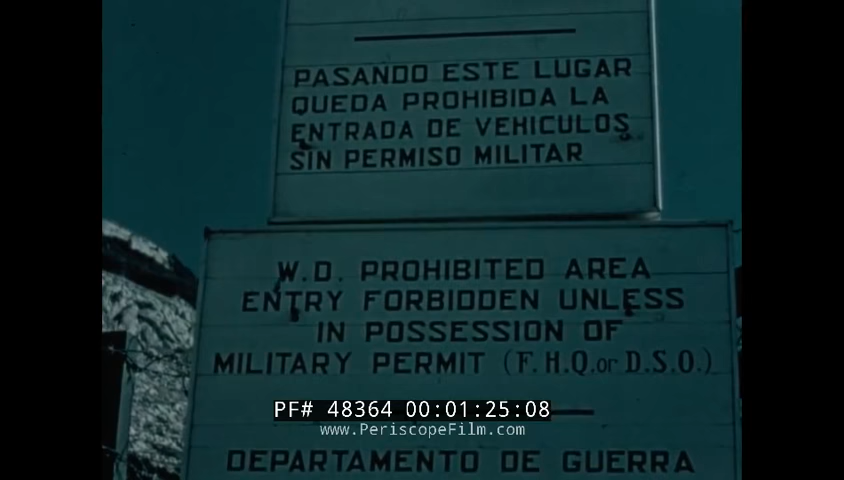 PASANDO ESTE LUGAR
QUEDA PROHIBIDA LA
ENTRADA DE VEHICULOS
SIN PERMISO MILITAR
W.D. PROHIBITED AREA
ENTRY FORBIDDEN UNLESS
IN POSSESSION OF
MILITARY PERMIT (F.H.Q.or D.S.O.)
PF# 48364 00:01:25:08
www.PeriscopeFilm.com
DEPARTAMENTO DE GUERRA